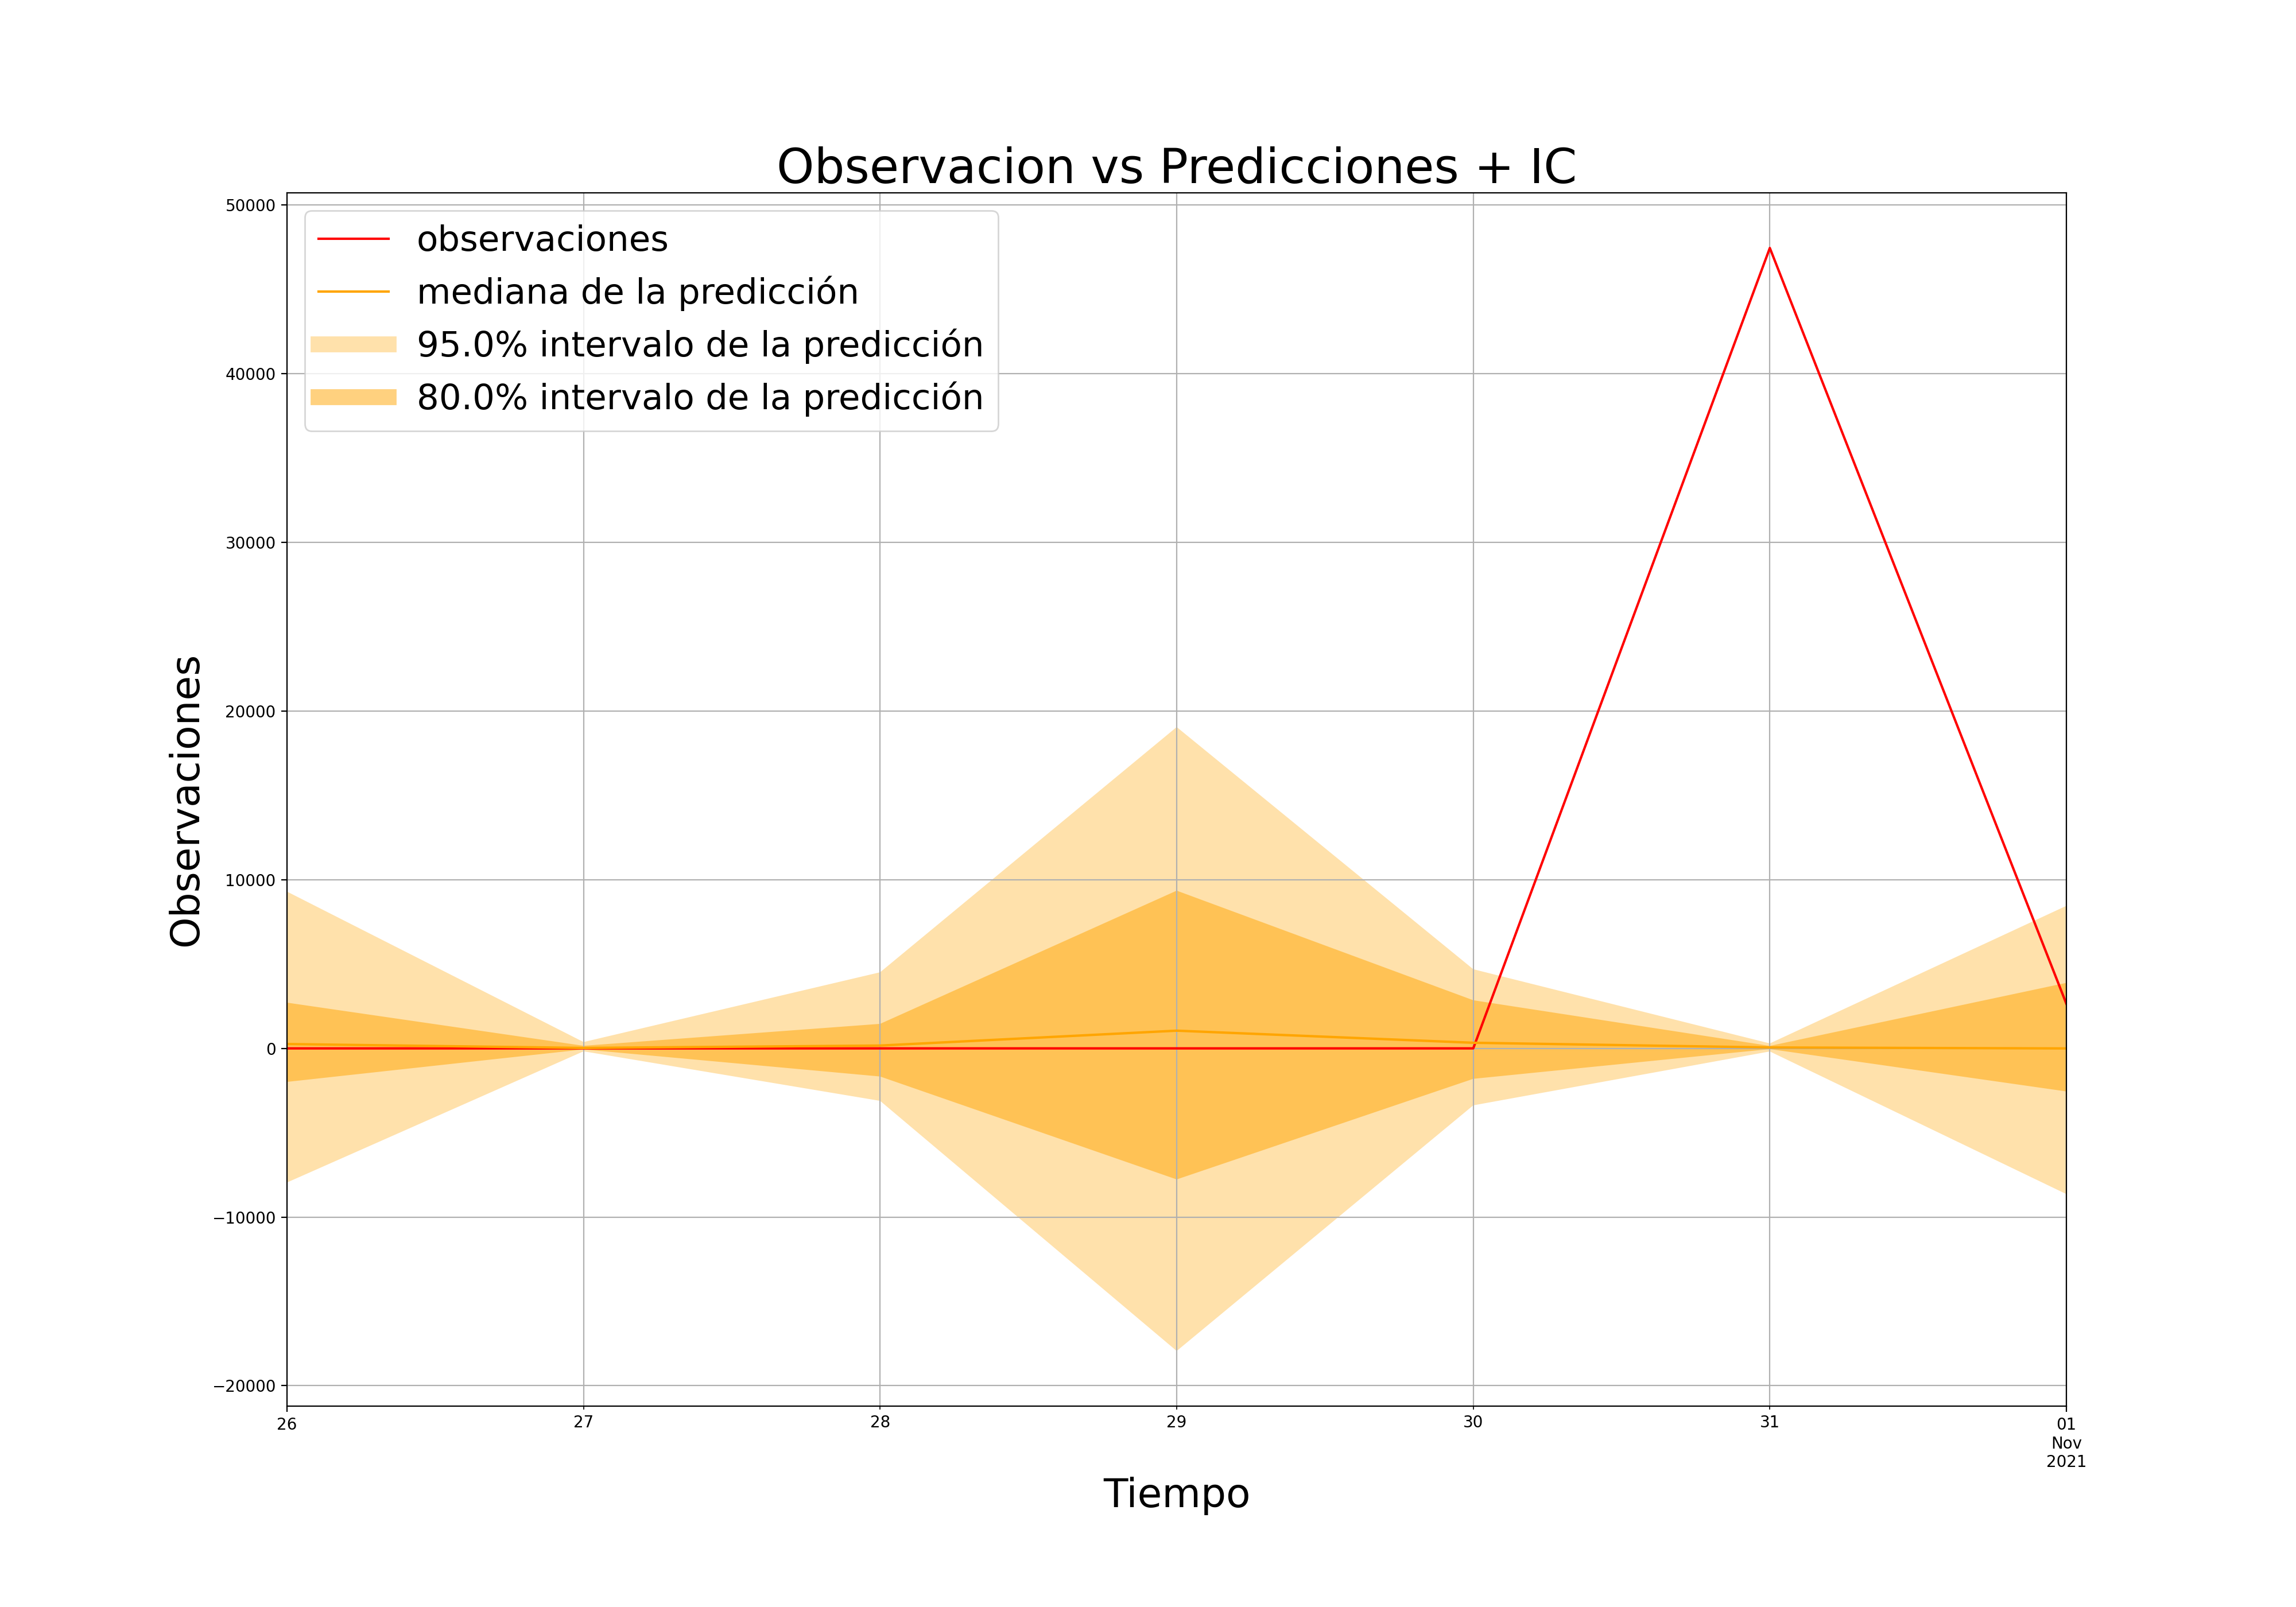 Observacion vs Predicciones + IC
observaciones
mediana de la predicción
95.0% intervalo de la predicción
80.0% intervalo de la predicción
Observaciones
50000
40000
30000
20000
10000
0
−10000
−20000
26
27
28
29
30
31
01
Nov
2021
Tiempo